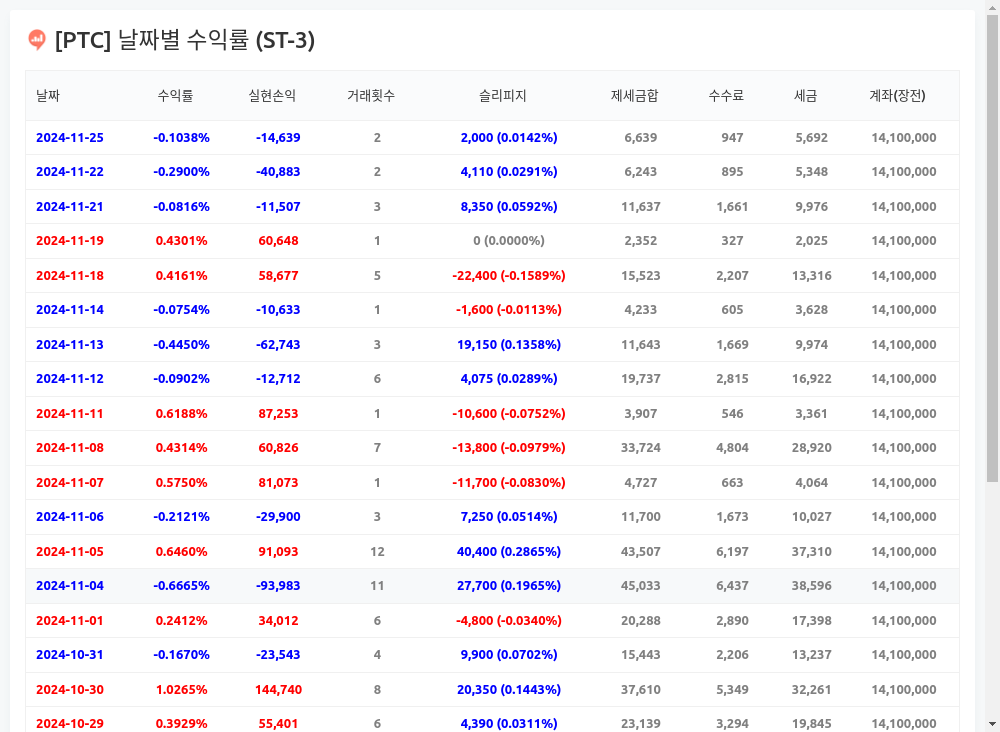 [PTC] 날짜별 수익률 (ST-3)
날짜 수익률 실현손익 거래횟수 슬리피지 제세금합 수수료 세금 계좌(장전)
2024-11-25 -0.1038% -14,639 2 2,000 (0.0142%) 6,639 947 5,692 14,100,000
2024-11-22 -0.2900% -40,883 2 4,110 (0.0291%) 6,243 895 5,348 14,100,000
2024-11-21 -0.0816% -11,507 3 8,350 (0.0592%) 11,637 1,661 9,976 14,100,000
2024-11-19 0.4301% 60,648 1 0 (0.0000%) 2,352 327 2,025 14,100,000
2024-11-18 0.4161% 58,677 5 -22,400 (-0.1589%) 15,523 2,207 13,316 14,100,000
2024-11-14 -0.0754% -10,633 1 -1,600 (-0.0113%) 4,233 605 3,628 14,100,000
2024-11-13 -0.4450% -62,743 3 19,150 (0.1358%) 11,643 1,669 9,974 14,100,000
2024-11-12 -0.0902% -12,712 6 4,075 (0.0289%) 19,737 2,815 16,922 14,100,000
2024-11-11 0.6188% 87,253 1 -10,600 (-0.0752%) 3,907 546 3,361 14,100,000
2024-11-08 0.4314% 60,826 7 -13,800 (-0.0979%) 33,724 4,804 28,920 14,100,000
2024-11-07 0.5750% 81,073 1 -11,700 (-0.0830%) 4,727 663 4,064 14,100,000
2024-11-06 -0.2121% -29,900 3 7,250 (0.0514%) 11,700 1,673 10,027 14,100,000
2024-11-05 0.6460% 91,093 12 40,400 (0.2865%) 43,507 6,197 37,310 14,100,000
2024-11-04 -0.6665% -93,983 11 27,700 (0.1965%) 45,033 6,437 38,596 14,100,000
2024-11-01 0.2412% 34,012 6 -4,800 (-0.0340%) 20,288 2,890 17,398 14,100,000
2024-10-31 -0.1670% -23,543 4 9,900 (0.0702%) 15,443 2,206 13,237 14,100,000
2024-10-30 1.0265% 144,740 8 20,350 (0.1443%) 37,610 5,349 32,261 14,100,000
2024-10-29 0.3929% 55,401 6 4,390 (0.0311%) 23,139 3,294 19,845 14,100,000